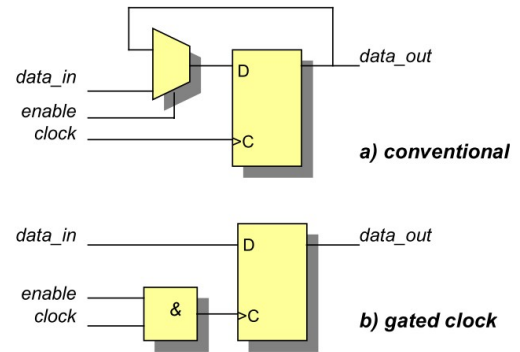 data_out
D
data_in
enable
clock
>C
a) conventional
data_in
D
data_out
enable
&
clock
>C
b) gated clock